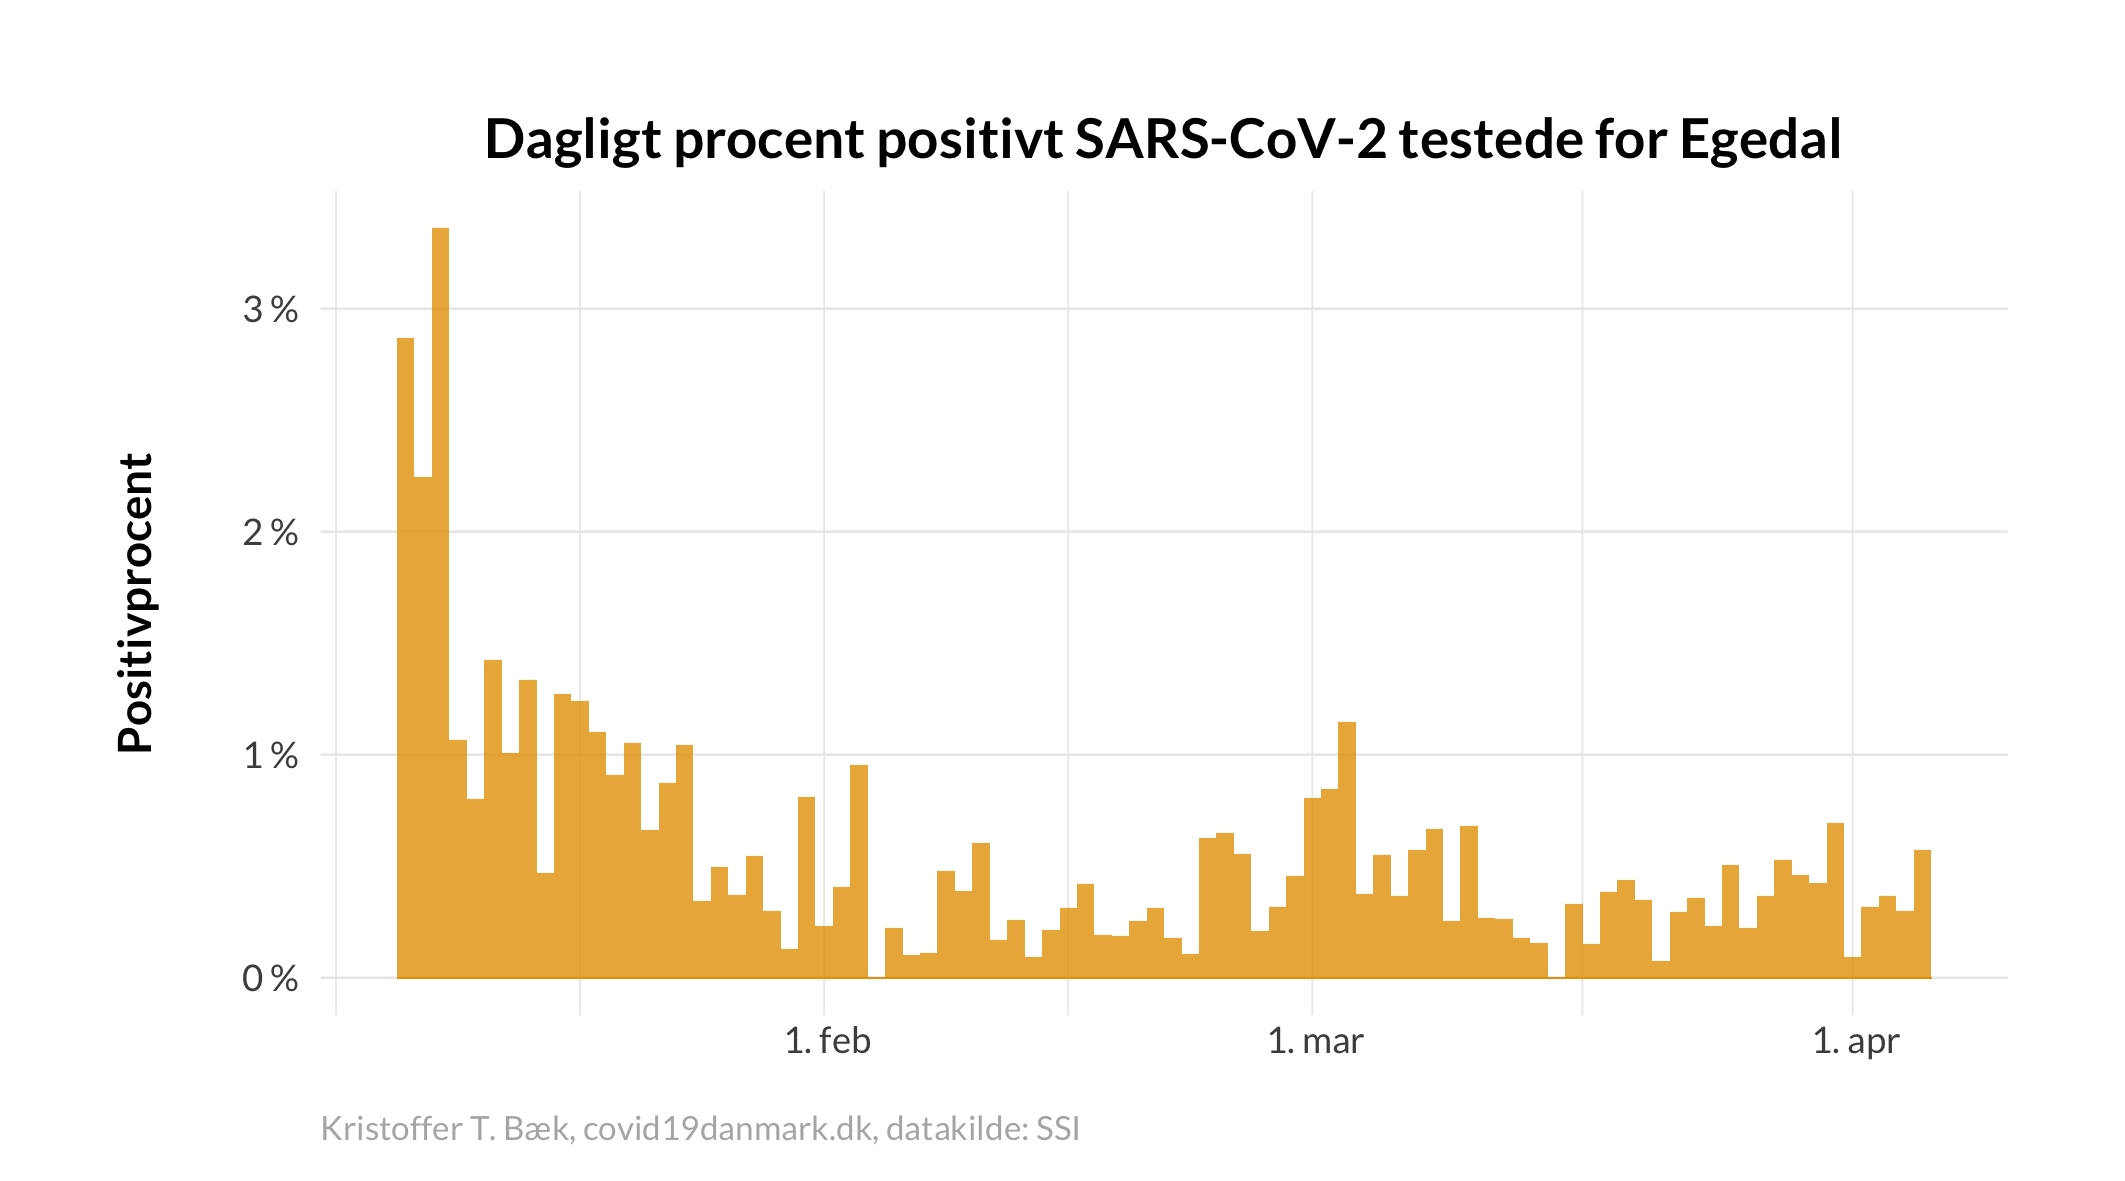 Dagligt procent positivt SARS-CoV-2 testede for Egedal
Positivprocent
3 %
2 %
1 %
0 %
1. feb
1. mar
1. apr
Kristoffer T. Bæk, covid19danmark.dk, datakilde: SSI